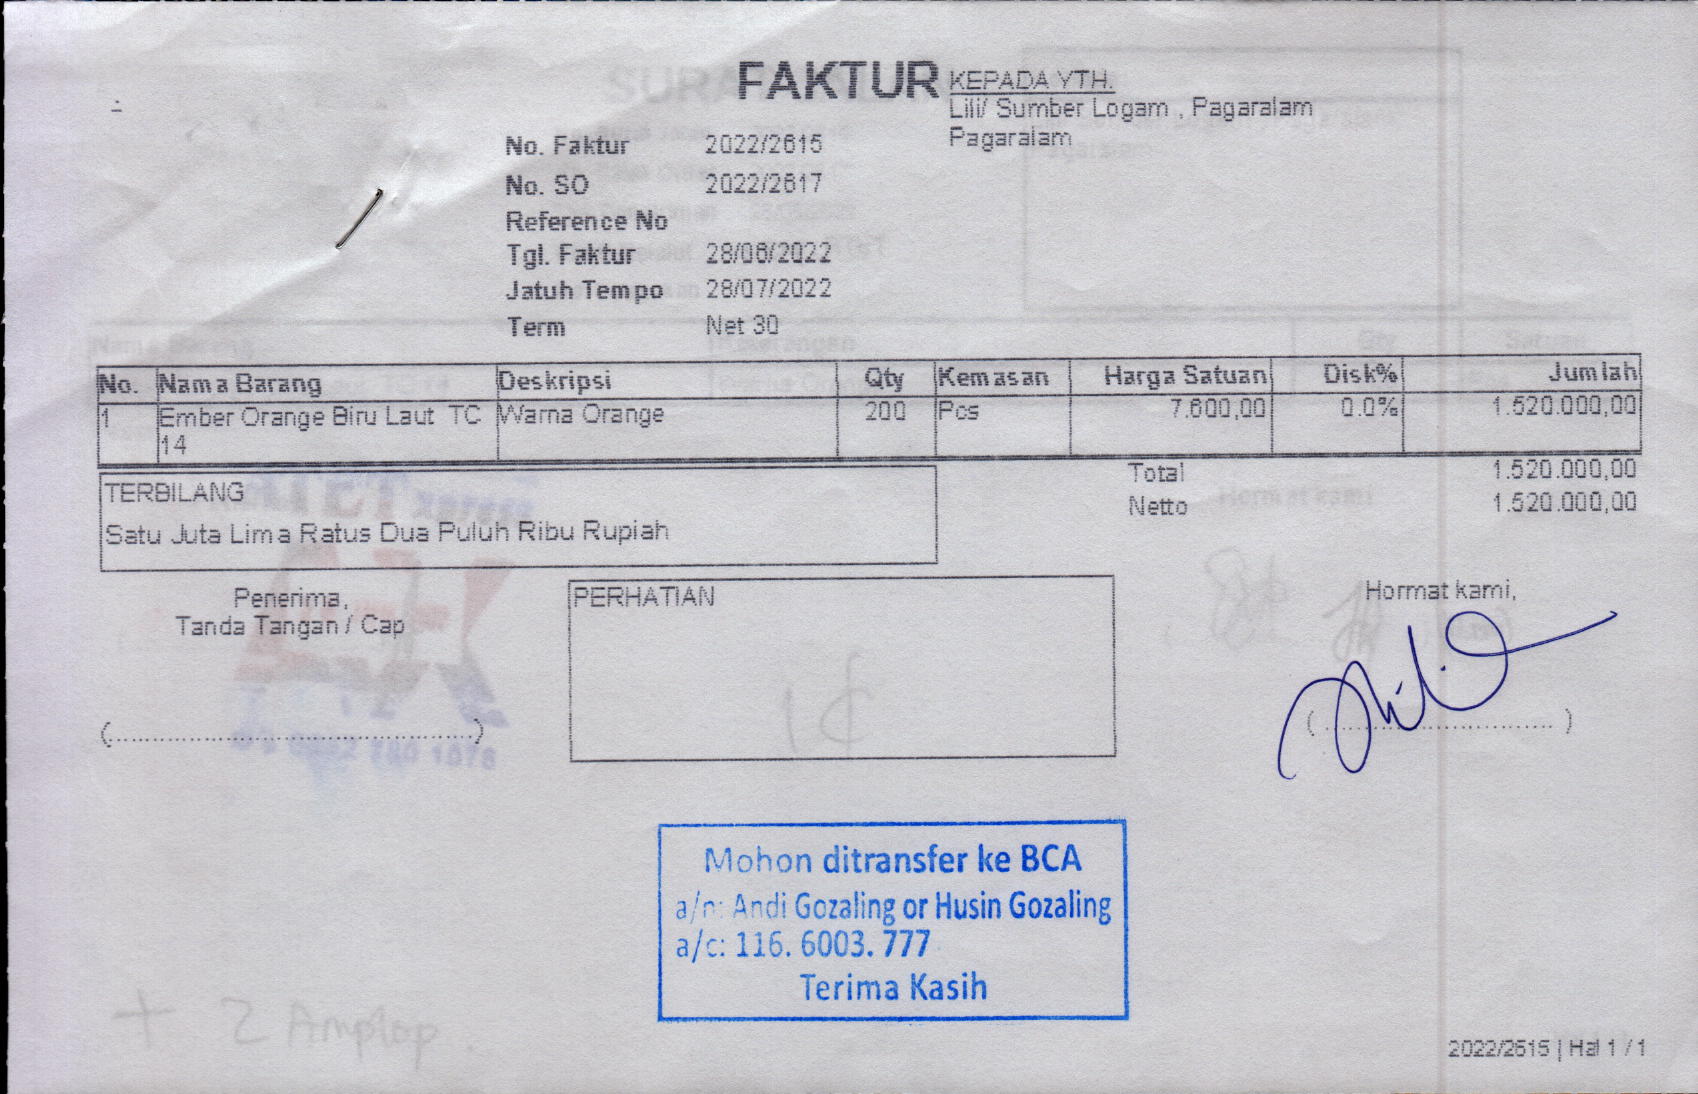 FAKTUR
KEPADA YTH.
Lili/ Sumber Logam , Pagaralam
Pagaralam
No. Faktur 2022/2615
No. SO 2022/2617
Reference No
Tgl. Faktur 28/06/2022
Jatuh Tempo 28/07/2022
Term Net 30
No. Nama Barang Deskripsi Qty Kemasan Harga Satuan Disk% Jumlah
1 Ember Orange Biru Laut TC Warna Orange 200 Pcs 7.600,00 0.0% 1.520.000,00
14
Total 1.520.000,00
Netto 1.520.000,00
TERBILANG
Satu Juta Lima Ratus Dua Puluh Ribu Rupiah
Penerima,
Tanda Tangan / Cap
(....................................................)
PERHATIAN
Hormat kami,
( .................................. )
Mohon ditransfer ke BCA
a/n: Andi Gozaling or Husin Gozaling
a/c: 116. 6003. 777
Terima Kasih
+ 2 Amplop.
2022/2615 | Hal 1 / 1